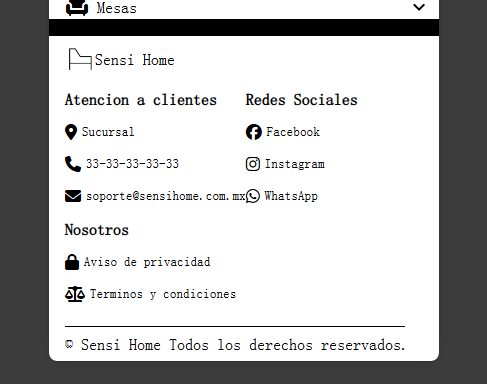 Mesas
Sensi Home
Atencion a clientes
Sucursal
33-33-33-33-33
soporte@sensihome.com.mx
Redes Sociales
Facebook
Instagram
WhatsApp
Nosotros
Aviso de privacidad
Terminos y condiciones
© Sensi Home Todos los derechos reservados.